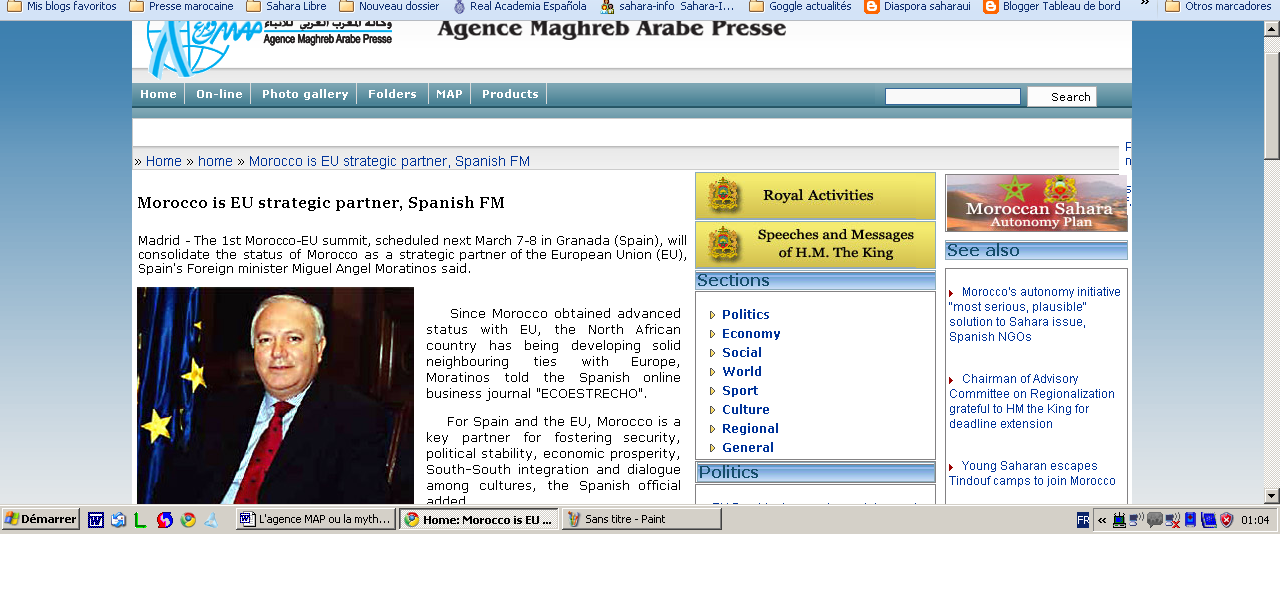 Mis blogs favoritos
Presse marocaine
Sahara Libre
Nouveau dossier
Real Academia Española
sahara-info Sahara-I...
Goggle actualités
Diaspora saharaui
Blogger Tableau de bord
»
Otros marcadores
MAP
Agence Maghreb Arabe Presse
Agence Maghreb Arabe Presse
Home
On-line
Photo gallery
Folders
MAP
Products
Search
» Home » home » Morocco is EU strategic partner, Spanish FM
Morocco is EU strategic partner, Spanish FM
Madrid - The 1st Morocco-EU summit, scheduled next March 7-8 in Granada (Spain), will
consolidate the status of Morocco as a strategic partner of the European Union (EU),
Spain's Foreign minister Miguel Angel Moratinos said.
Since Morocco obtained advanced
status with EU, the North African
country has being developing solid
neighbouring ties with Europe,
Moratinos told the Spanish online
business journal "ECOESTRECHO".
For Spain and the EU, Morocco is a
key partner for fostering security,
political stability, economic prosperity,
South-South integration and dialogue
among cultures, the Spanish official
added.
Royal Activities
Speeches and Messages
of H.M. The King
Sections
Politics
Economy
Social
World
Sport
Culture
Regional
General
Politics
Moroccan Sahara
Autonomy Plan
See also
Morocco's autonomy initiative
"most serious, plausible"
solution to Sahara issue,
Spanish NGOs
Chairman of Advisory
Committee on Regionalization
grateful to HM the King for
deadline extension
Young Saharan escapes
Tindouf camps to join Morocco
Démarrer
L'agence MAP ou la myth...
Home: Morocco is EU ...
Sans titre - Paint
FR
«
01:04